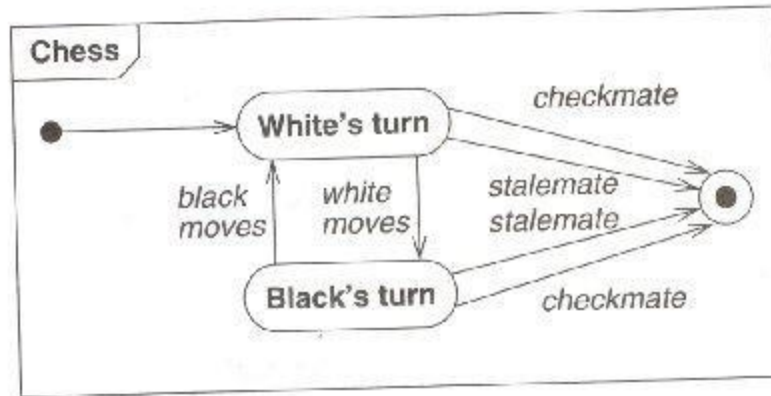 Chess
checkmate
White's turn
black
moves
white
moves
stalemate
stalemate
Black's turn
checkmate